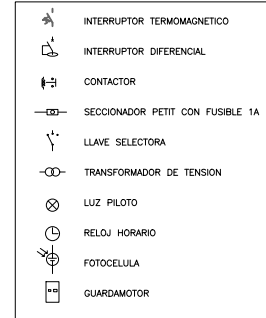 INTERRUPTOR TERMOMAGNETICO
INTERRUPTOR DIFERENCIAL
CONTACTOR
SECCIONADOR PETIT CON FUSIBLE 1A
LLAVE SELECTORA
TRANSFORMADOR DE TENSION
LUZ PILOTO
RELOJ HORARIO
FOTOCELULA
GUARDAMOTOR